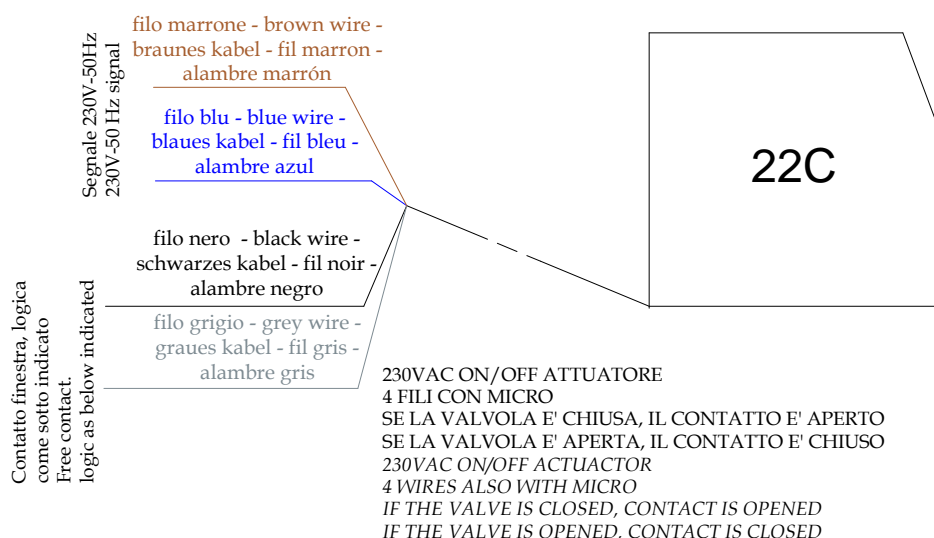 Segnale 230V-50Hz
230V-50 Hz signal
filo marrone - brown wire -
braunes kabel - fil marron -
alambre marrón
filo blu - blue wire -
blaues kabel - fil bleu -
alambre azul
22C
Contatto finestra, logica
come sotto indicato
Free contact.
logic as below indicated
filo nero - black wire -
schwarzes kabel - fil noir -
alambre negro
filo grigio - grey wire -
graues kabel - fil gris -
alambre gris
230VAC ON/OFF ATTUATORE
4 FILI CON MICRO
SE LA VALVOLA E' CHIUSA, IL CONTATTO E' APERTO
SE LA VALVOLA E' APERTA, IL CONTATTO E' CHIUSO
230VAC ON/OFF ACTUACTOR
4 WIRES ALSO WITH MICRO
IF THE VALVE IS CLOSED, CONTACT IS OPENED
IF THE VALVE IS OPENED, CONTACT IS CLOSED